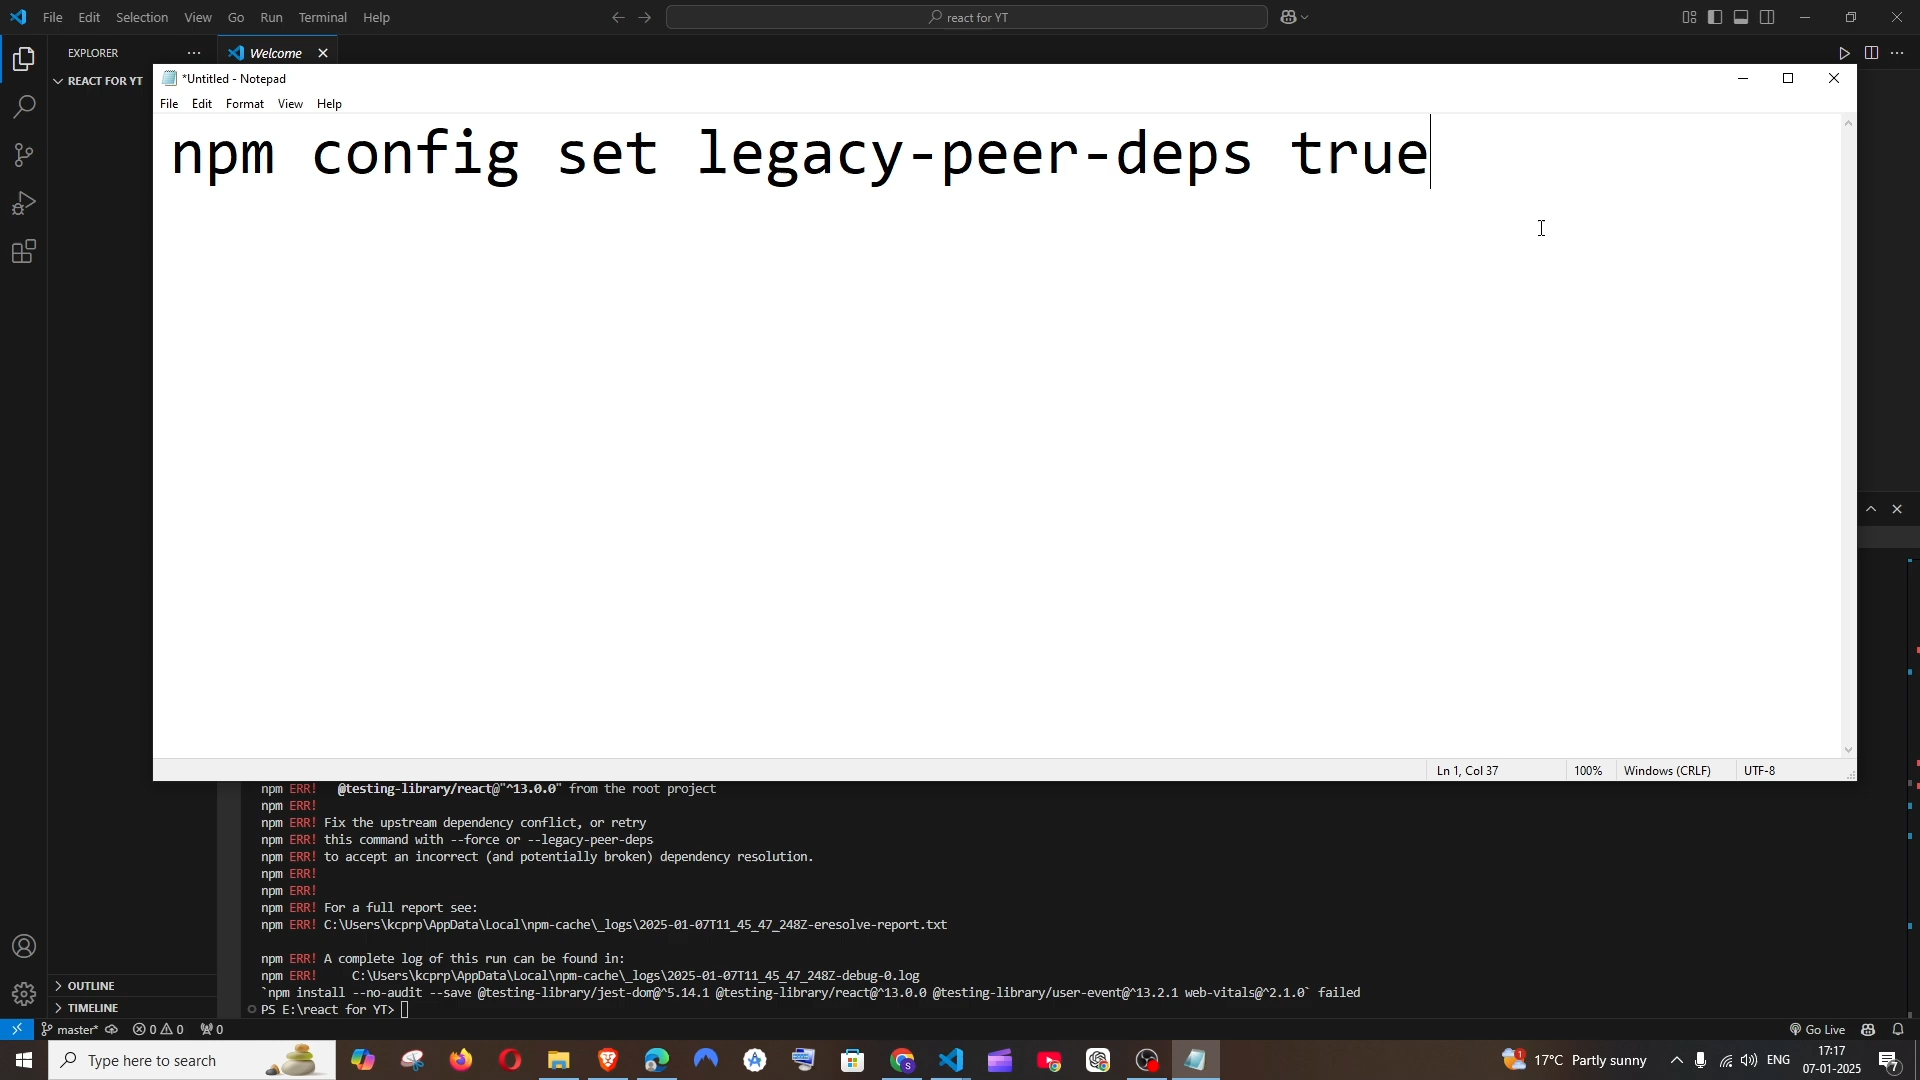 File Edit Selection View Go Run Terminal Help
react for YT
EXPLORER
Welcome
REACT FOR YT
*Untitled - Notepad
File Edit Format View Help
npm config set legacy-peer-deps true
Ln 1, Col 37 100% Windows (CRLF) UTF-8
npm ERR! @testing-library/react@"^13.0.0" from the root project
npm ERR!
npm ERR! Fix the upstream dependency conflict, or retry
npm ERR! this command with --force or --legacy-peer-deps
npm ERR! to accept an incorrect (and potentially broken) dependency resolution.
npm ERR!
npm ERR!
npm ERR! For a full report see:
npm ERR! C:\Users\kcprp\AppData\Local\npm-cache\_logs\2025-01-07T11_45_47_248Z-eresolve-report.txt
npm ERR! A complete log of this run can be found in:
npm ERR! C:\Users\kcprp\AppData\Local\npm-cache\_logs\2025-01-07T11_45_47_248Z-debug-0.log
`npm install --no-audit --save @testing-library/jest-dom@^5.14.1 @testing-library/react@^13.0.0 @testing-library/user-event@^13.2.1 web-vitals@^2.1.0` failed
PS E:\react for YT>
OUTLINE
TIMELINE
master* 0 0 0 Go Live
Type here to search
17°C Partly sunny ENG
17:17
07-01-2025
7
1
S